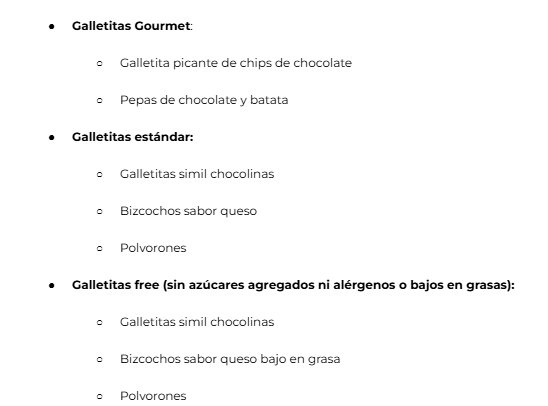 ● Galletitas Gourmet:
○ Galletita picante de chips de chocolate
○ Pepas de chocolate y batata
● Galletitas estándar:
○ Galletitas simil chocolinas
○ Bizcochos sabor queso
○ Polvorones
● Galletitas free (sin azúcares agregados ni alérgenos o bajos en grasas):
○ Galletitas simil chocolinas
○ Bizcochos sabor queso bajo en grasa
○ Polvorones